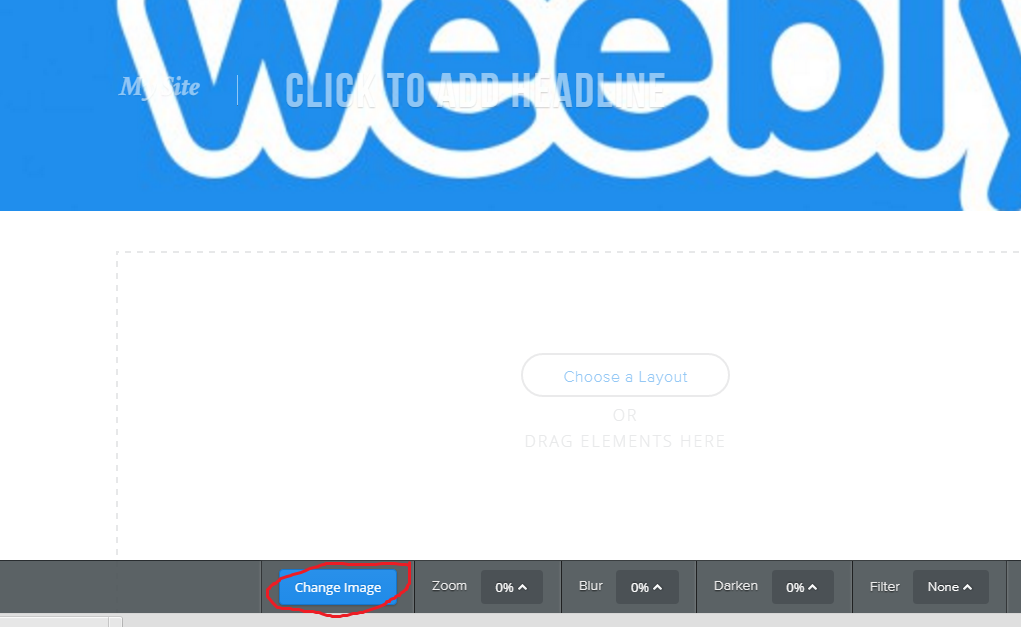 weebly
My Site
CLICK TO ADD HEADLINE
Choose a Layout
OR
DRAG ELEMENTS HERE
Change Image Zoom 0% Blur 0% Darken 0% Filter None